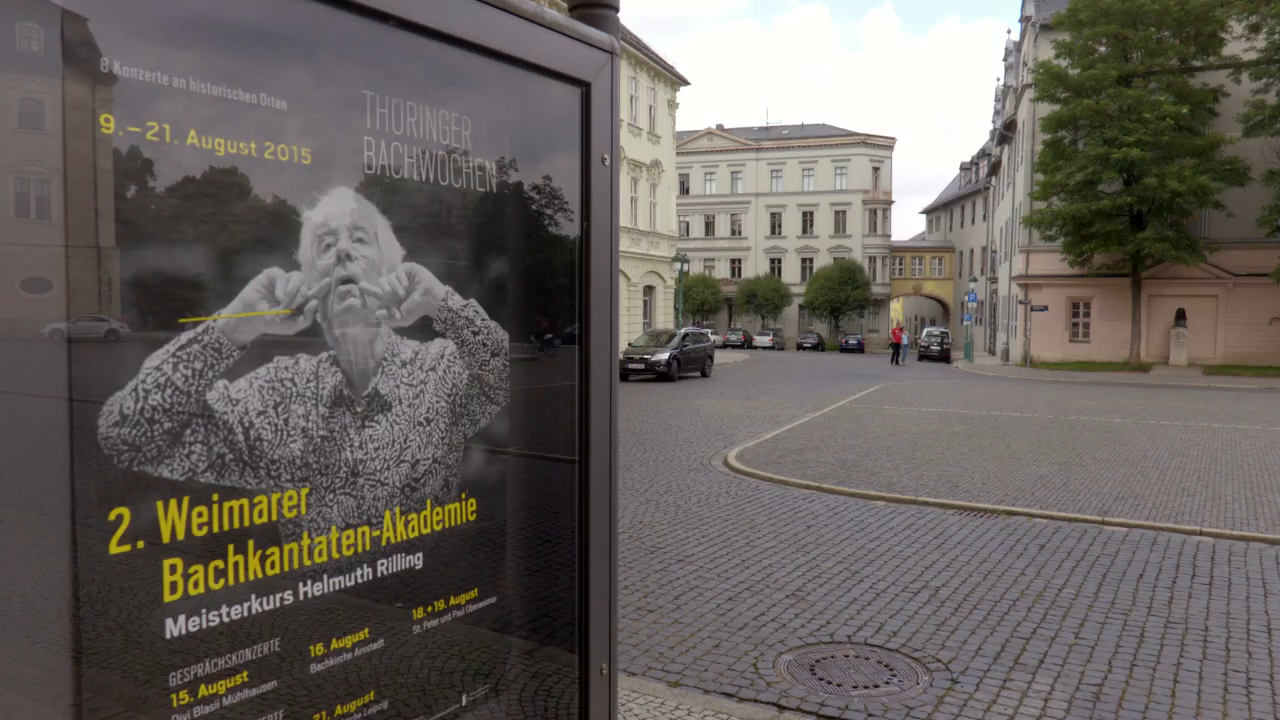 8 Konzerte an historischen Orten
9.–21. August 2015
THÜRINGER
BACHWOCHEN
2. Weimarer
Bachkantaten-Akademie
Meisterkurs Helmuth Rilling
GESPRÄCHSKONZERTE
15. August
Divi Blasii Mühlhausen
16. August
Bachkirche Arnstadt
18.+19. August
St. Peter und Paul Oberweimar
21. August
Leipzig